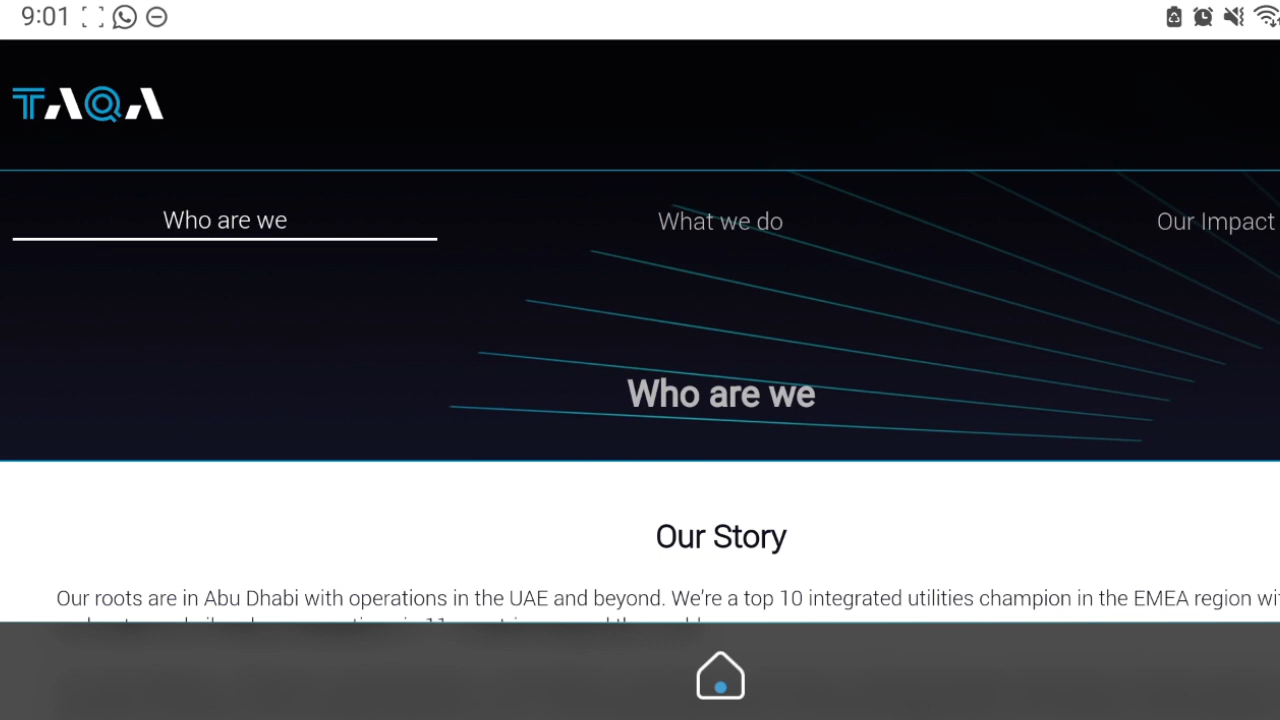 9:01
TAQA
Who are we
What we do
Our Impact
Who are we
Our Story
Our roots are in Abu Dhabi with operations in the UAE and beyond. We're a top 10 integrated utilities champion in the EMEA region